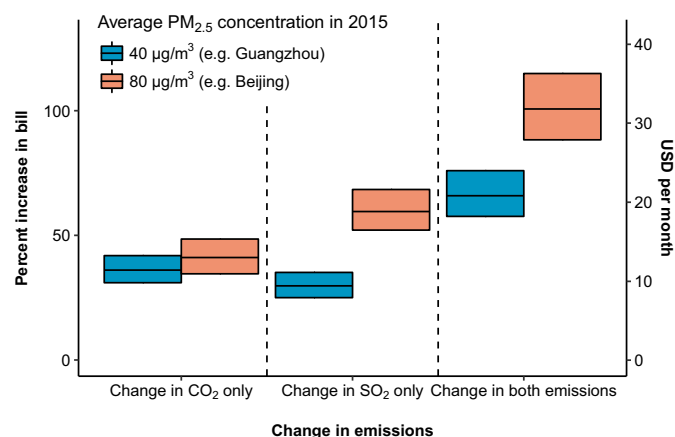 Average PM₂.₅ concentration in 2015
40 µg/m³ (e.g. Guangzhou)
80 µg/m³ (e.g. Beijing)
Percent increase in bill
100
50
0
USD per month
40
30
20
10
0
Change in CO₂ only
Change in SO₂ only
Change in both emissions
Change in emissions